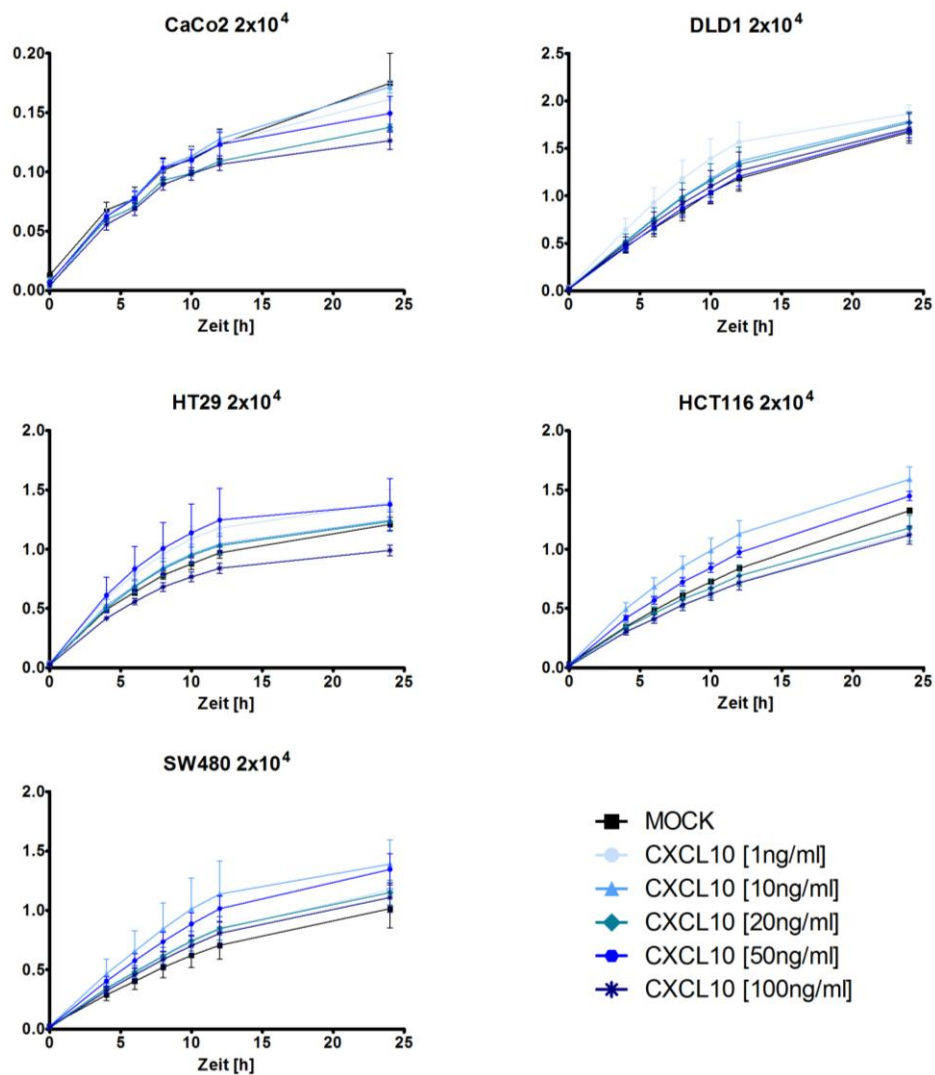 CaCo2 2x10⁴
0.20
0.15
0.10
0.05
0.00
0 5 10 15 20 25
Zeit [h]
DLD1 2x10⁴
2.5
2.0
1.5
1.0
0.5
0.0
0 5 10 15 20 25
Zeit [h]
HT29 2x10⁴
2.0
1.5
1.0
0.5
0.0
0 5 10 15 20 25
Zeit [h]
HCT116 2x10⁴
2.0
1.5
1.0
0.5
0.0
0 5 10 15 20 25
Zeit [h]
SW480 2x10⁴
2.0
1.5
1.0
0.5
0.0
0 5 10 15 20 25
Zeit [h]
MOCK
CXCL10 [1ng/ml]
CXCL10 [10ng/ml]
CXCL10 [20ng/ml]
CXCL10 [50ng/ml]
CXCL10 [100ng/ml]